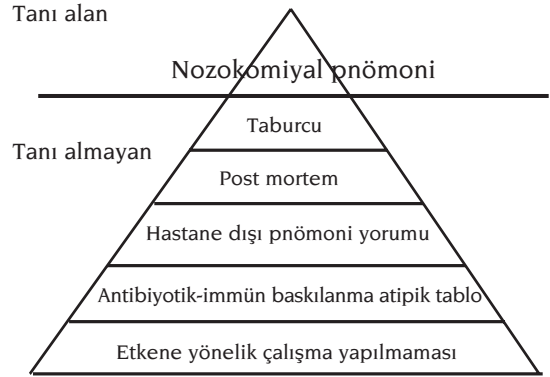 Tanı alan
Nozokomiyal pnömoni
Taburcu
Tanı almayan
Post mortem
Hastane dışı pnömoni yorumu
Antibiyotik-immün baskılanma atipik tablo
Etkene yönelik çalışma yapılmaması